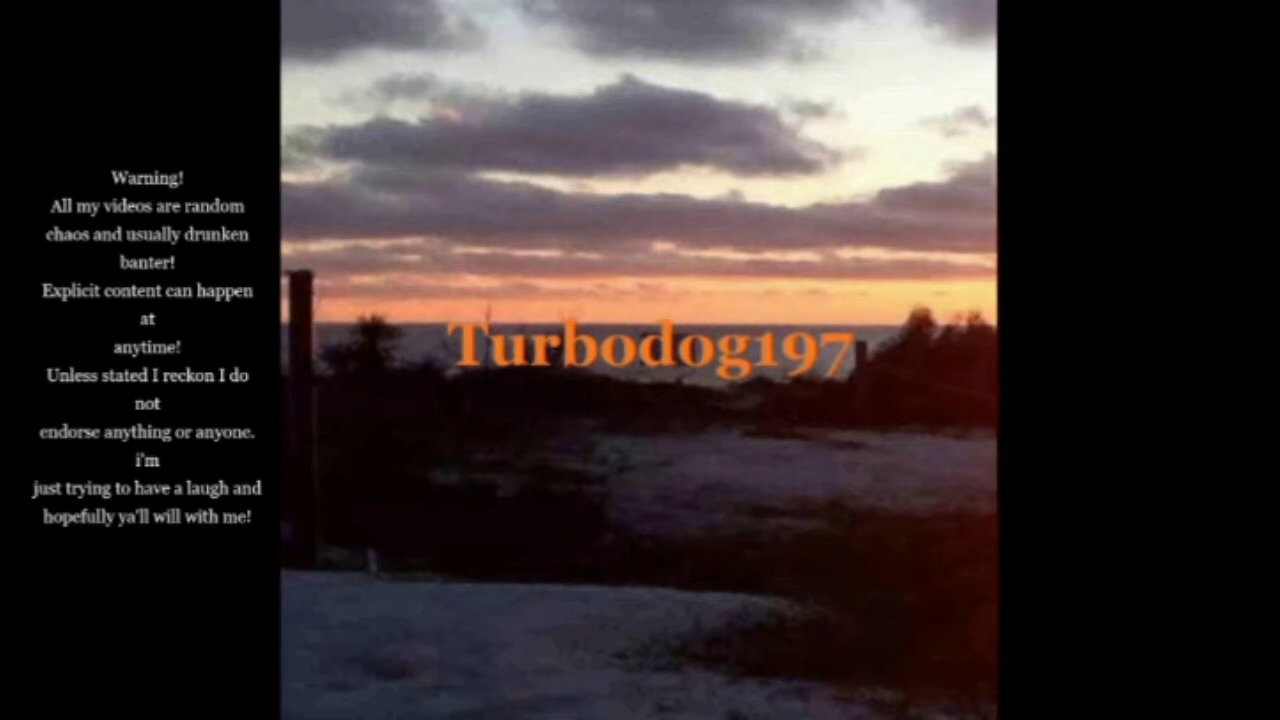 Warning!
All my videos are random
chaos and usually drunken
banter!
Explicit content can happen
at
anytime!
Unless stated I reckon I do
not
endorse anything or anyone.
i'm
just trying to have a laugh and
hopefully ya'll will with me!
Turbodog197